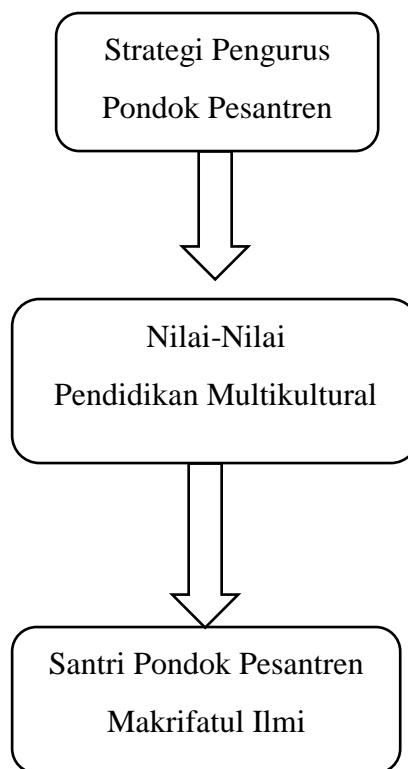 Strategi Pengurus
Pondok Pesantren
Nilai-Nilai
Pendidikan Multikultural
Santri Pondok Pesantren
Makrifatul Ilmi